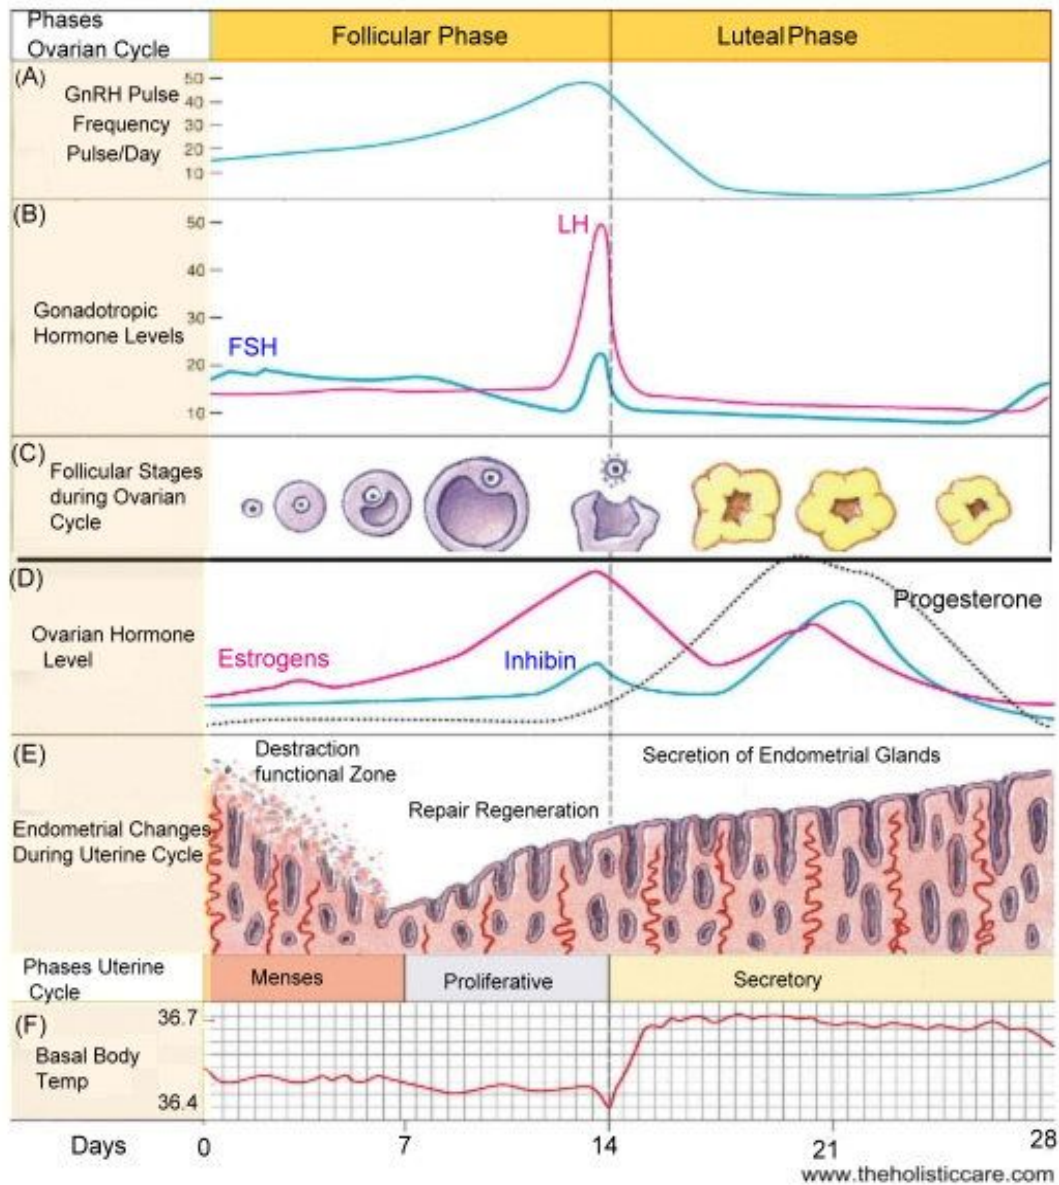 Phases
Ovarian Cycle
Follicular Phase
Luteal Phase
(A)
GnRH Pulse
Frequency
Pulse/Day
50
40
30
20
10
(B)
Gonadotropic
Hormone Levels
50
40
30
20
10
LH
FSH
(C)
Follicular Stages
during Ovarian
Cycle
(D)
Ovarian Hormone
Level
Estrogens
Inhibin
Progesterone
(E)
Endometrial Changes
During Uterine Cycle
Destraction
functional Zone
Repair Regeneration
Secretion of Endometrial Glands
Phases Uterine
Cycle
Menses
Proliferative
Secretory
(F)
Basal Body
Temp
36.7
36.4
Days
0
7
14
21
28
www.theholisticcare.com